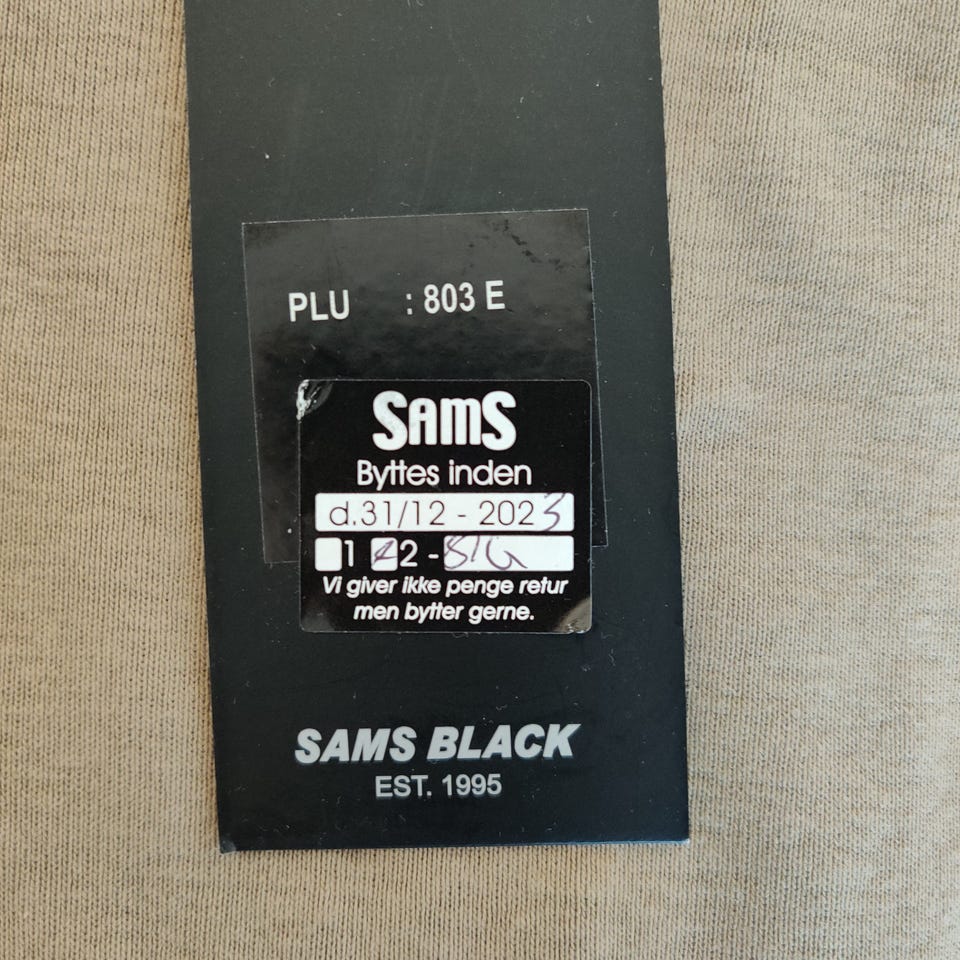 PLU : 803 E
SAMS
Byttes inden
d.31/12 - 2023
1 2 -
Vi giver ikke penge retur
men bytter gerne.
SAMS BLACK
EST. 1995